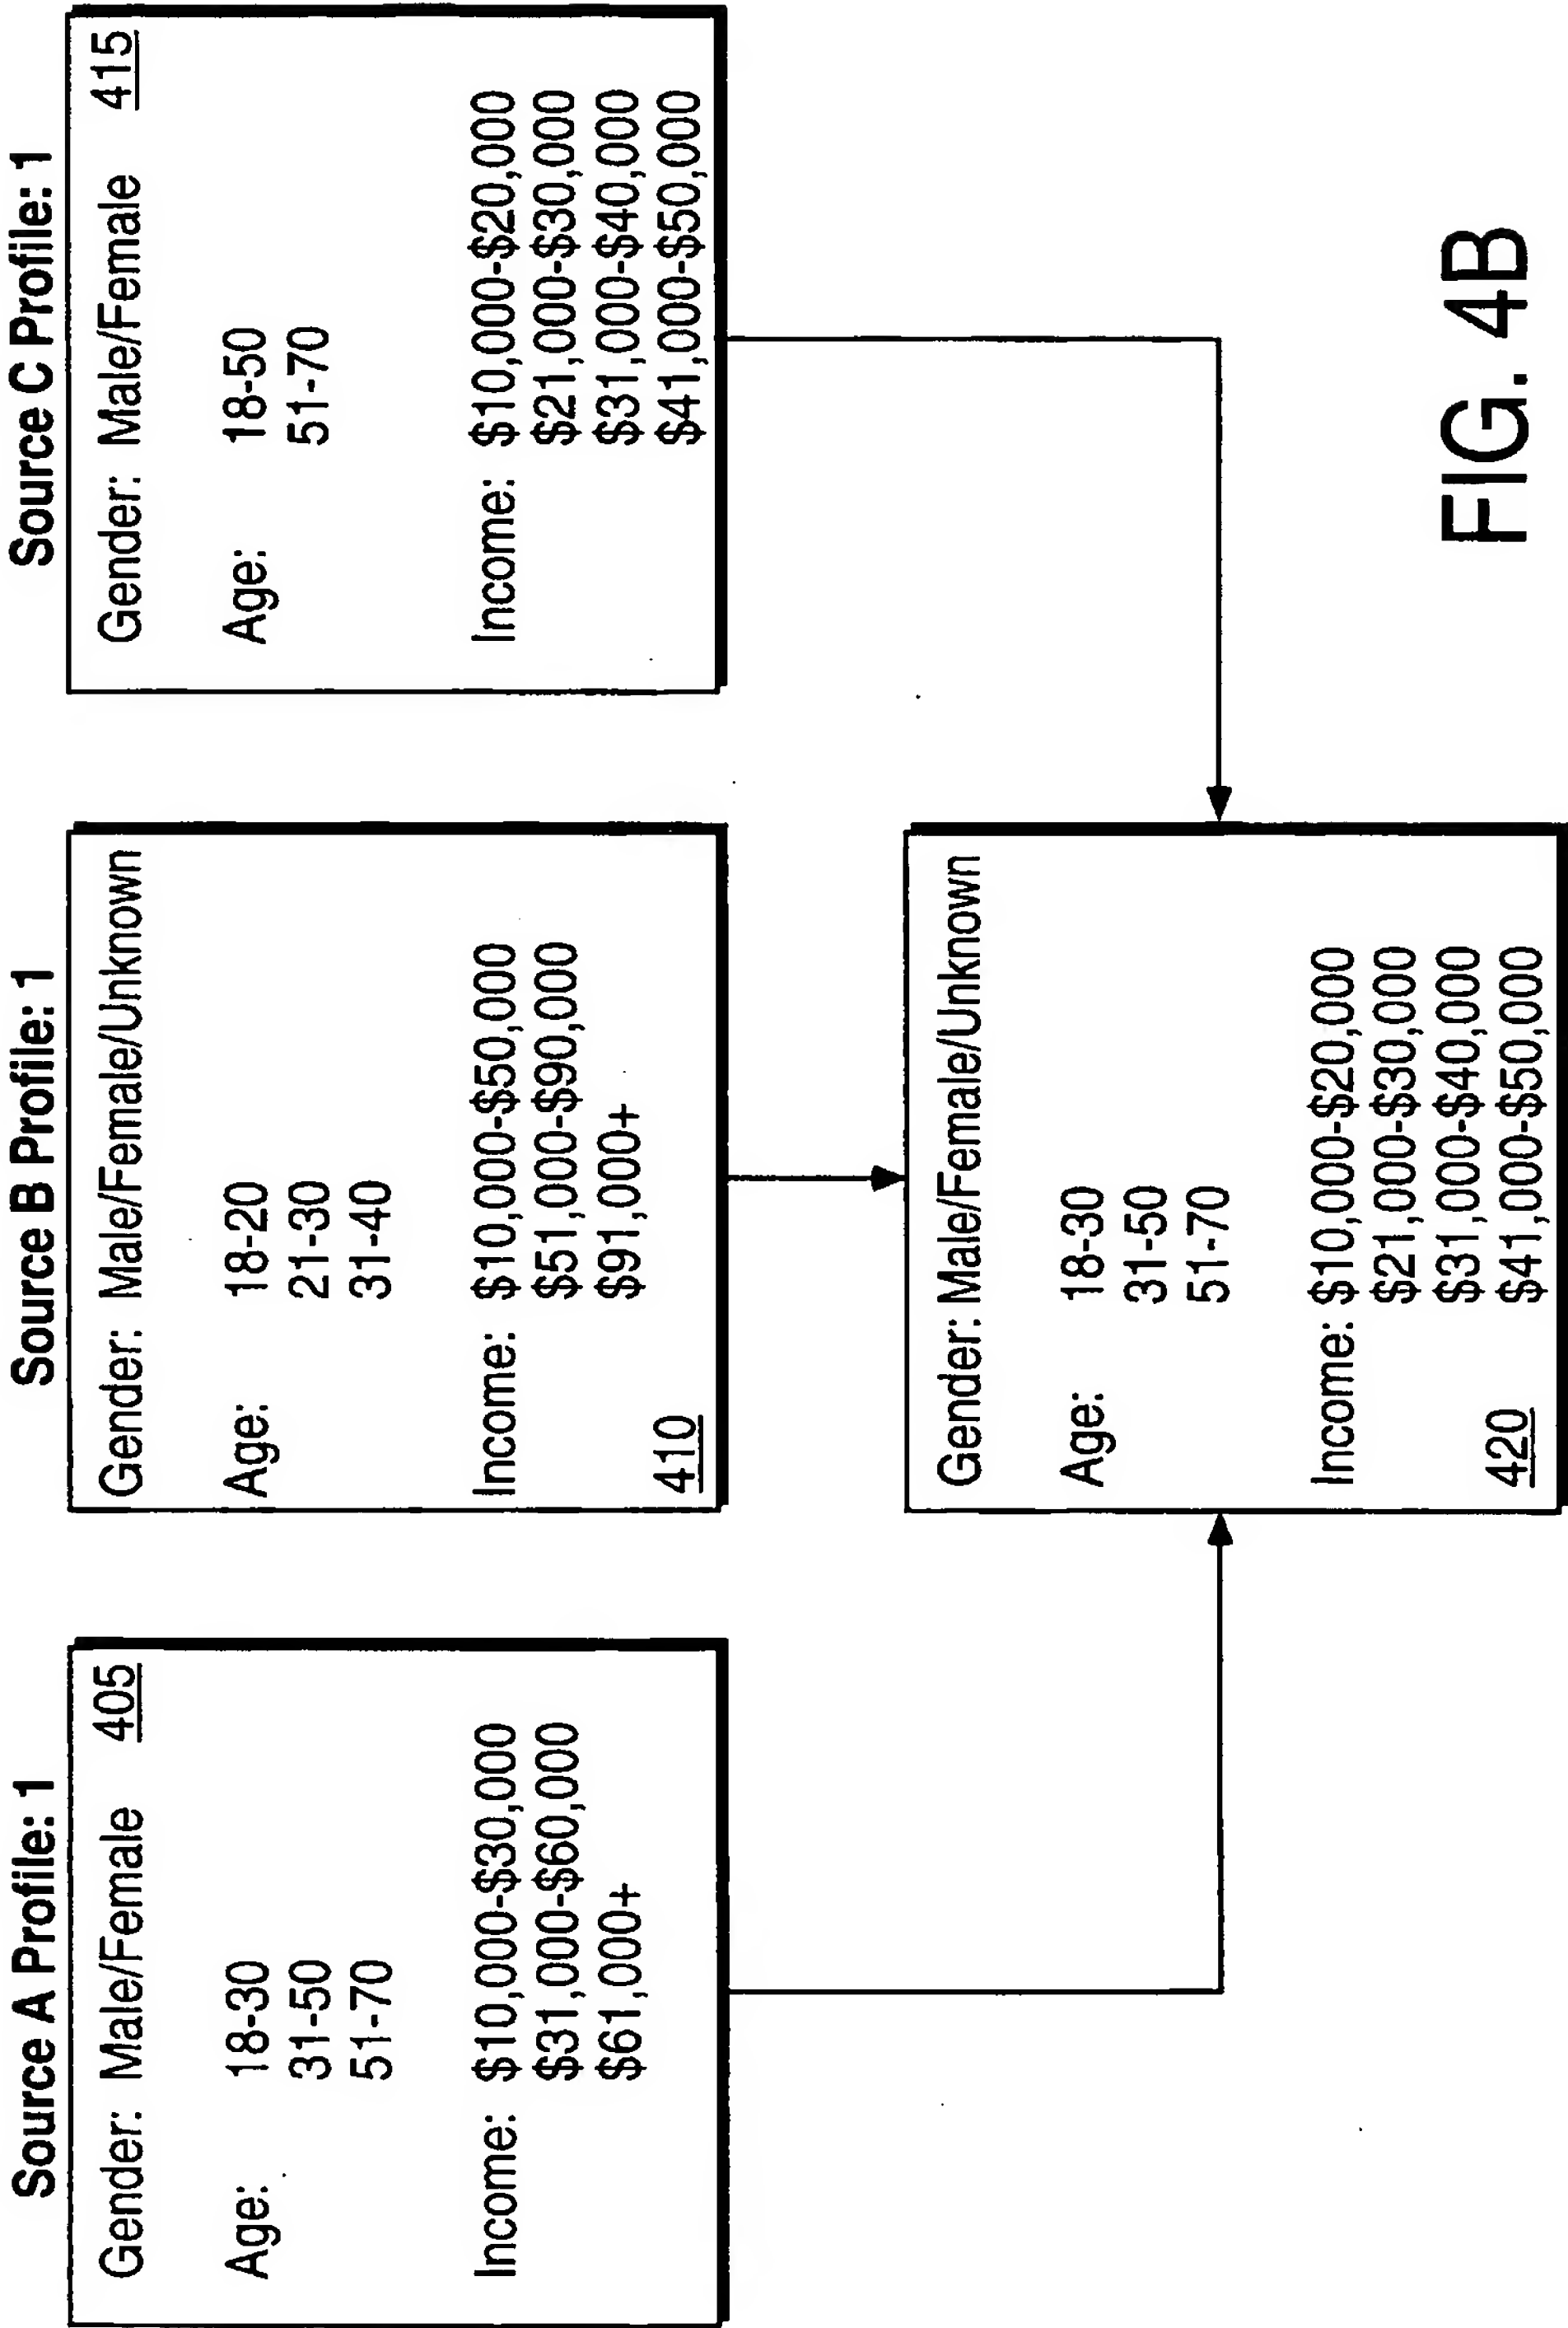 Source A Profile: 1
Gender: Male/Female 405
Age: 18-30
31-50
51-70
Income: $10,000-$30,000
$31,000-$60,000
$61,000+
Source B Profile: 1
Gender: Male/Female/Unknown
Age: 18-20
21-30
31-40
Income: $10,000-$50,000
$51,000-$90,000
$91,000+
410
Source C Profile: 1
Gender: Male/Female 415
Age: 18-50
51-70
Income: $10,000-$20,000
$21,000-$30,000
$31,000-$40,000
$41,000-$50,000
Gender: Male/Female/Unknown
Age: 18-30
31-50
51-70
Income: $10,000-$20,000
$21,000-$30,000
$31,000-$40,000
420 $41,000-$50,000
FIG. 4B